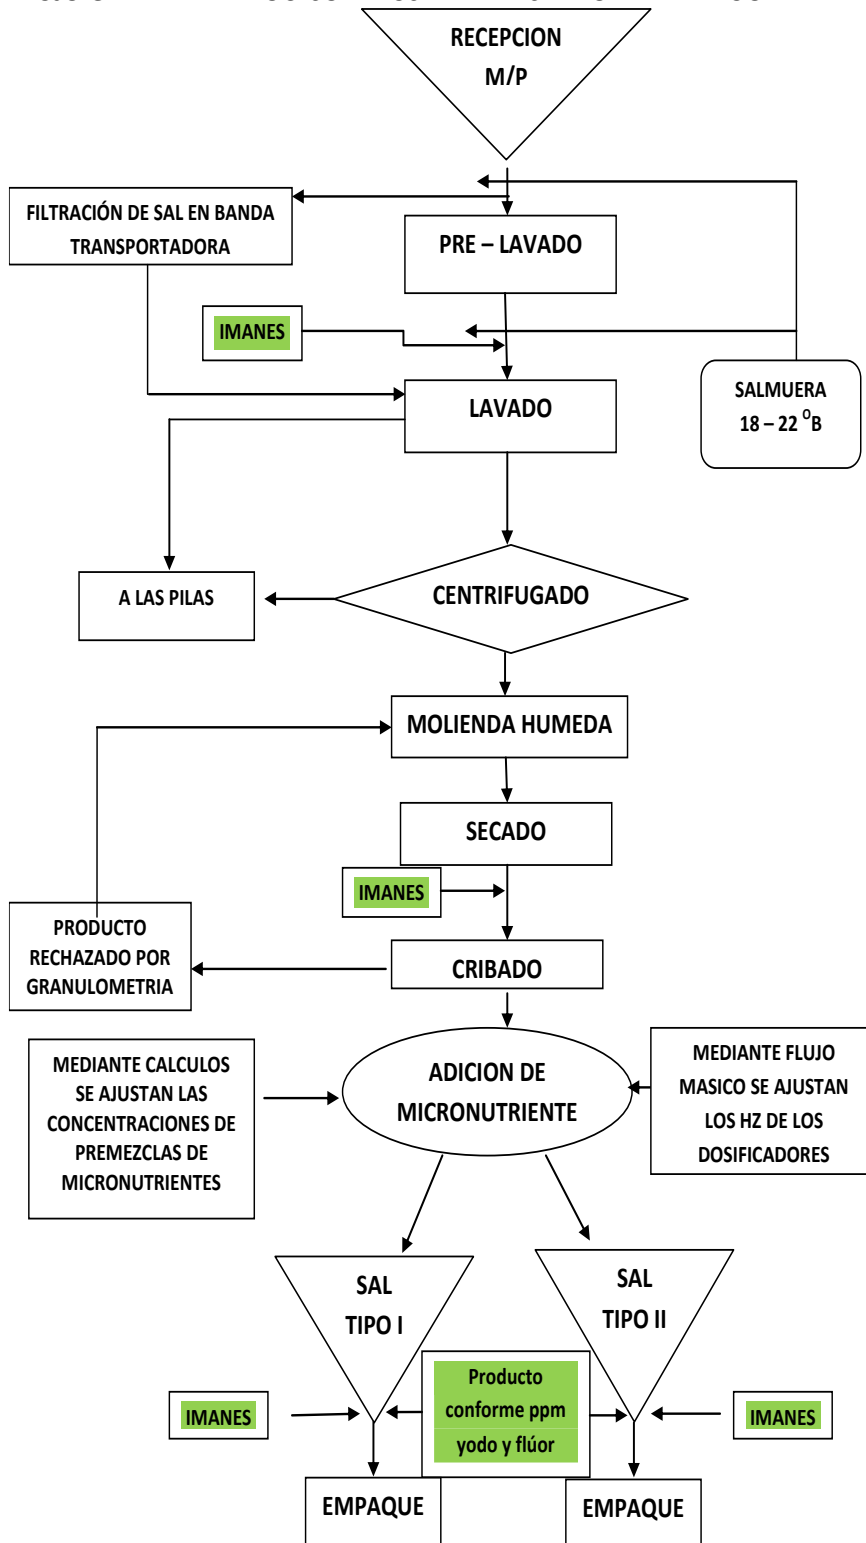 RECEPCION
M/P
FILTRACIÓN DE SAL EN BANDA
TRANSPORTADORA
PRE – LAVADO
IMANES
LAVADO
SALMUERA
18 – 22 ᴼB
A LAS PILAS
CENTRIFUGADO
MOLIENDA HUMEDA
SECADO
IMANES
PRODUCTO
RECHAZADO POR
GRANULOMETRIA
CRIBADO
MEDIANTE CALCULOS
SE AJUSTAN LAS
CONCENTRACIONES DE
PREMEZCLAS DE
MICRONUTRIENTES
ADICION DE
MICRONUTRIENTE
MEDIANTE FLUJO
MASICO SE AJUSTAN
LOS HZ DE LOS
DOSIFICADORES
SAL
TIPO I
SAL
TIPO II
IMANES
Producto
conforme ppm
yodo y flúor
IMANES
EMPAQUE
EMPAQUE